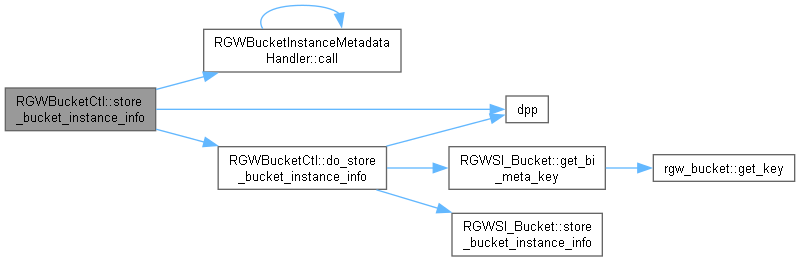 RGWBucketInstanceMetadata
Handler::call
RGWBucketCtl::store
_bucket_instance_info
dpp
RGWBucketCtl::do_store
_bucket_instance_info
RGWSI_Bucket::get_bi
_meta_key
rgw_bucket::get_key
RGWSI_Bucket::store
_bucket_instance_info